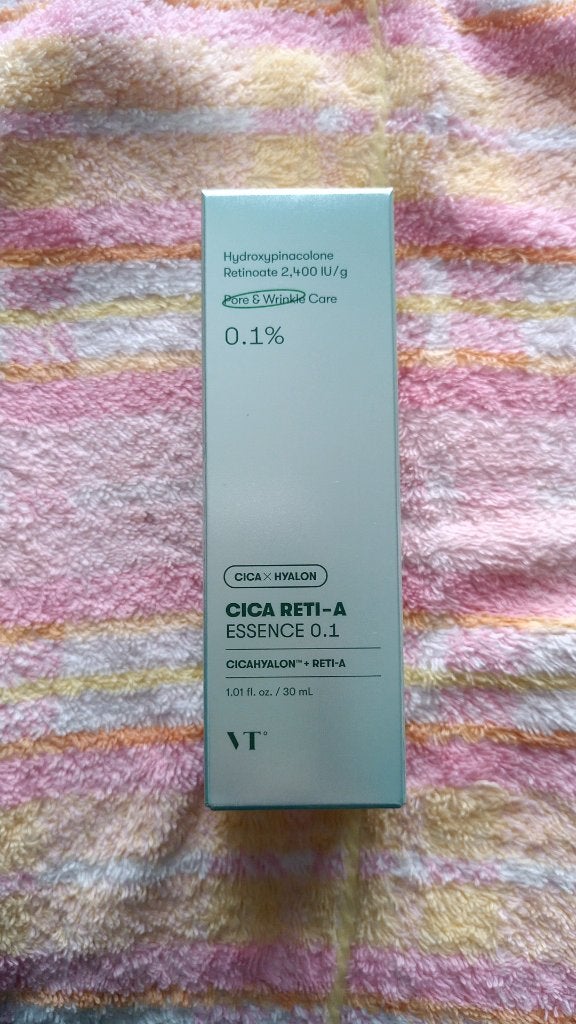 Hydroxypinacolone
Retinoate 2,400 IU/g
Pore & Wrinkle Care
0.1%
CICA × HYALON
CICA RETI-A
ESSENCE 0.1
CICAHYALON™ + RETI-A
1.01 fl. oz. / 30 mL
VT°